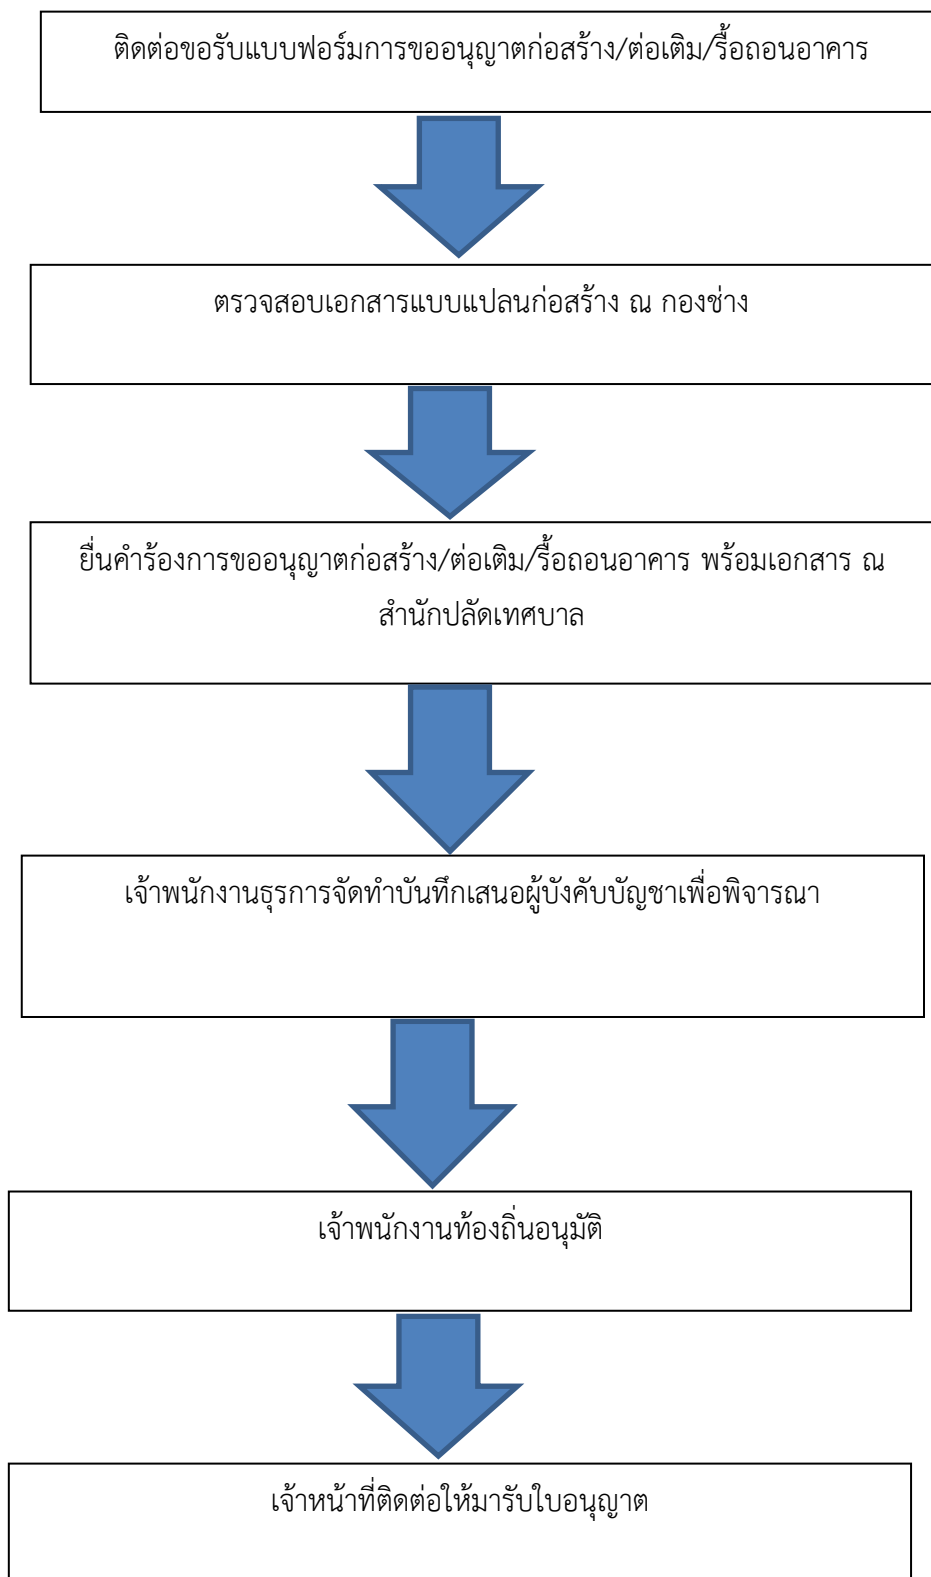 ติดต่อขอรับแบบฟอร์มการขออนุญาตก่อสร้าง/ต่อเติม/รื้อถอนอาคาร
ตรวจสอบเอกสารแบบแปลนก่อสร้าง ณ กองช่าง
ยื่นคำร้องการขออนุญาตก่อสร้าง/ต่อเติม/รื้อถอนอาคาร พร้อมเอกสาร ณ
สำนักปลัดเทศบาล
เจ้าพนักงานธุรการจัดทำบันทึกเสนอผู้บังคับบัญชาเพื่อพิจารณา
เจ้าพนักงานท้องถิ่นอนุมัติ
เจ้าหน้าที่ติดต่อให้มารับใบอนุญาต